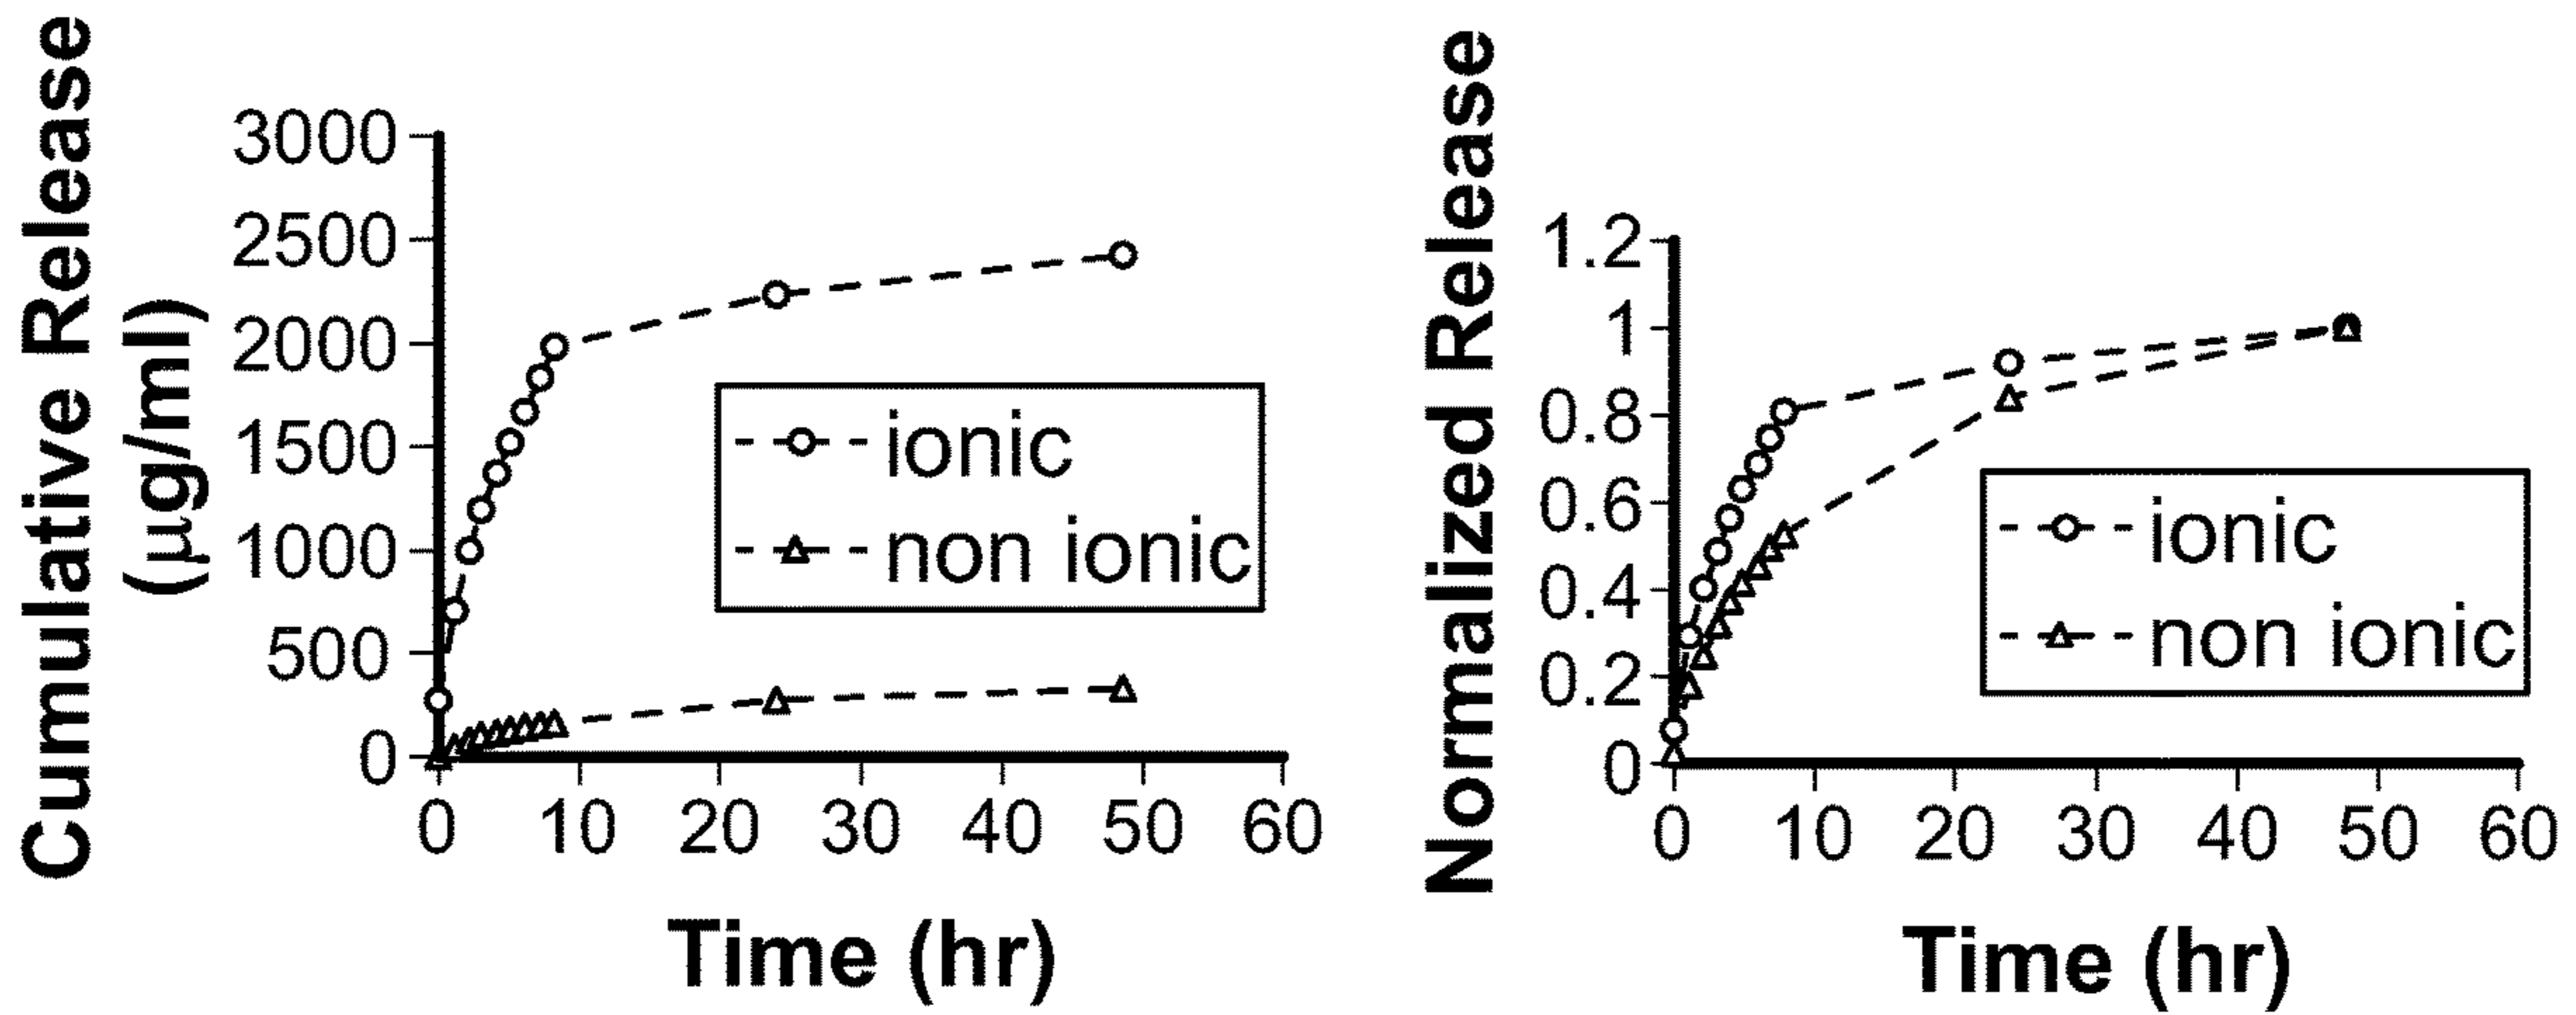 Cumulative Release
(μg/ml)
3000
2500
2000
1500
1000
500
0
0 10 20 30 40 50 60
Time (hr)
ionic
non ionic
Normalized Release
1.2
1
0.8
0.6
0.4
0.2
0
0 10 20 30 40 50 60
Time (hr)
ionic
non ionic